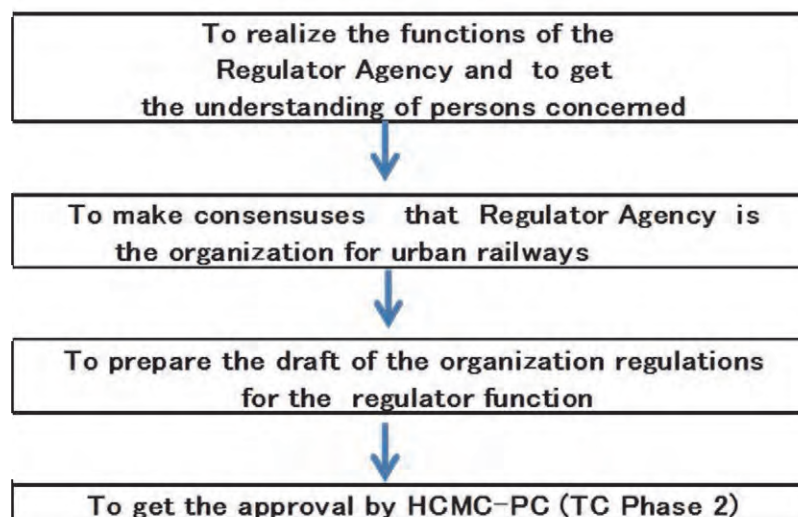 To realize the functions of the
Regulator Agency and to get
the understanding of persons concerned
To make consensuses that Regulator Agency is
the organization for urban railways
To prepare the draft of the organization regulations
for the regulator function
To get the approval by HCMC-PC (TC Phase 2)